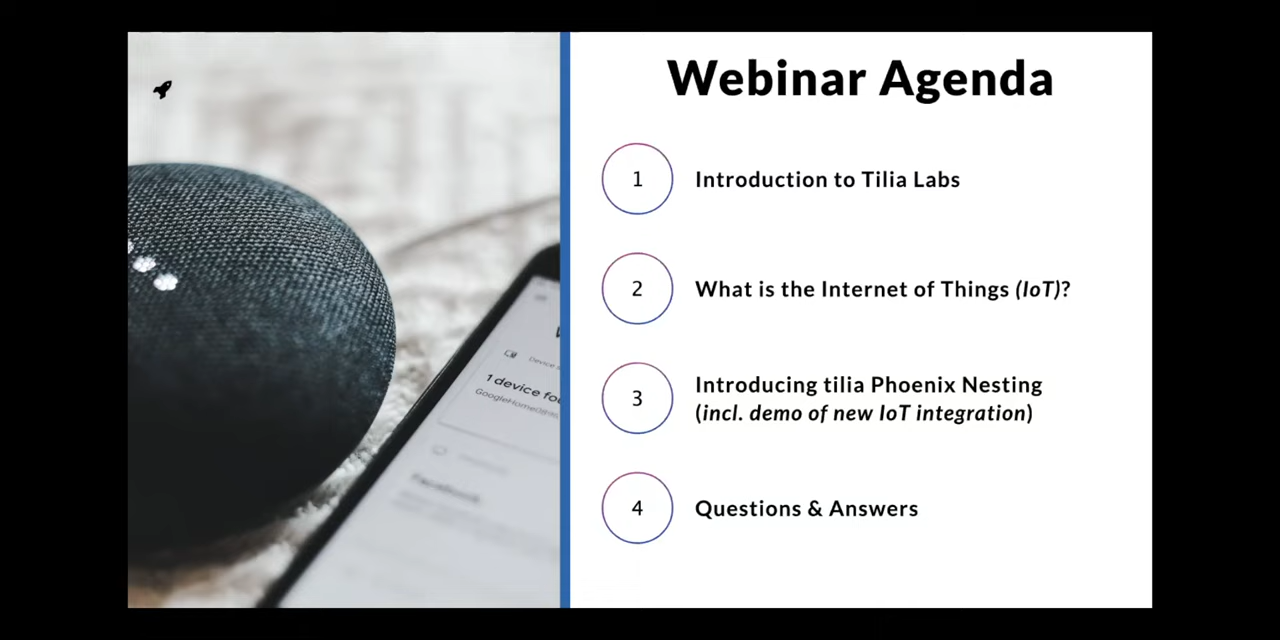 Webinar Agenda
1
Introduction to Tilia Labs
2
What is the Internet of Things (IoT)?
3
Introducing tilia Phoenix Nesting
(incl. demo of new IoT integration)
4
Questions & Answers
1 device
Facebook